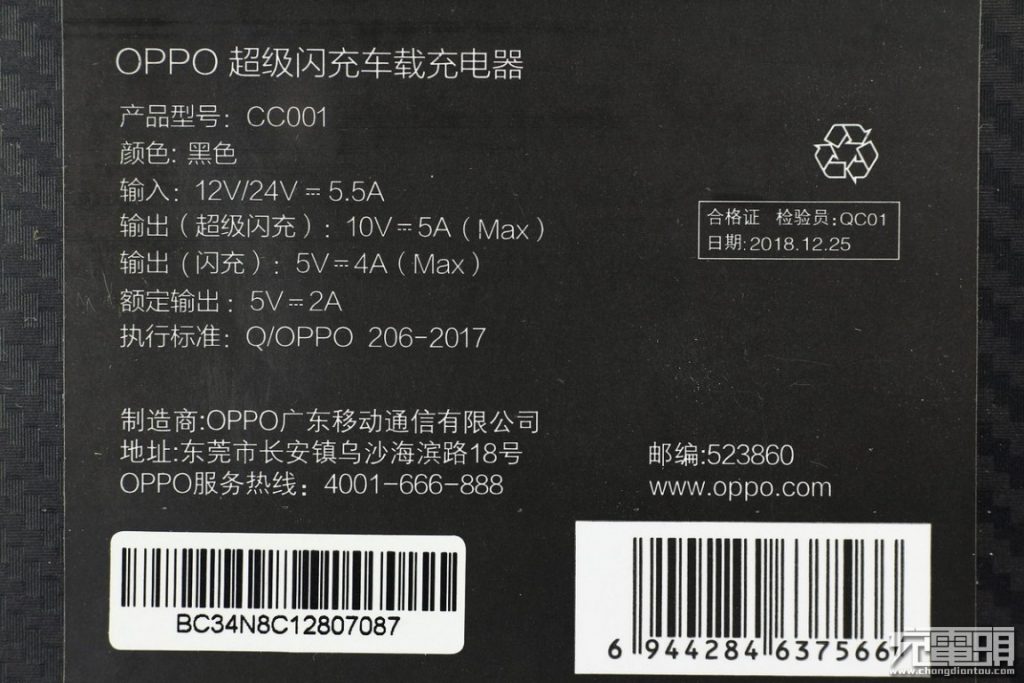 OPPO 超级闪充车载充电器
产品型号: CC001
颜色: 黑色
输入: 12V/24V ⎓ 5.5A
输出(超级闪充): 10V⎓5A(Max)
输出(闪充): 5V⎓4A(Max)
额定输出: 5V⎓2A
执行标准: Q/OPPO 206-2017
合格证 检验员:QC01
日期:2018.12.25
制造商:OPPO广东移动通信有限公司
地址:东莞市长安镇乌沙海滨路18号
OPPO服务热线: 4001-666-888
邮编:523860
www.oppo.com
BC34N8C12807087
6 944284 637566
充電明
www.chongdiantou.com